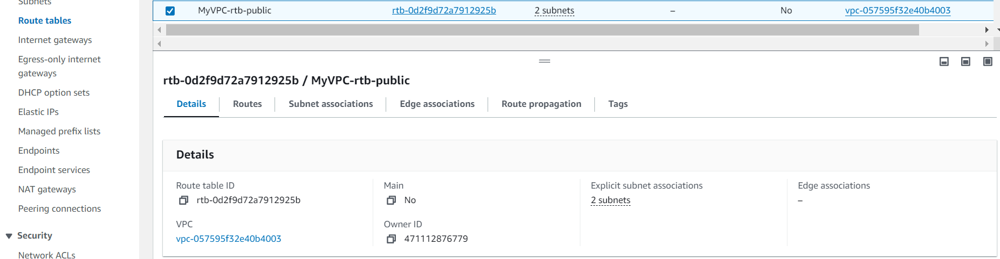 Subnets
Route tables
Internet gateways
Egress-only internet
gateways
DHCP option sets
Elastic IPs
Managed prefix lists
Endpoints
Endpoint services
NAT gateways
Peering connections
Security
Network ACLs
MyVPC-rtb-public rtb-0d2f9d72a7912925b 2 subnets – No vpc-057595f32e40b4003
rtb-0d2f9d72a7912925b / MyVPC-rtb-public
Details Routes Subnet associations Edge associations Route propagation Tags
Details
Route table ID Main Explicit subnet associations Edge associations
rtb-0d2f9d72a7912925b No 2 subnets –
VPC Owner ID
vpc-057595f32e40b4003 471112876779